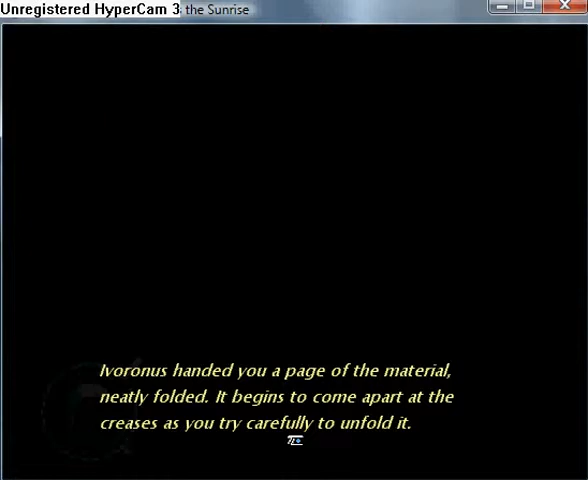 Unregistered HyperCam 3 the Sunrise
Ivoronus handed you a page of the material,
neatly folded. It begins to come apart at the
creases as you try carefully to unfold it.